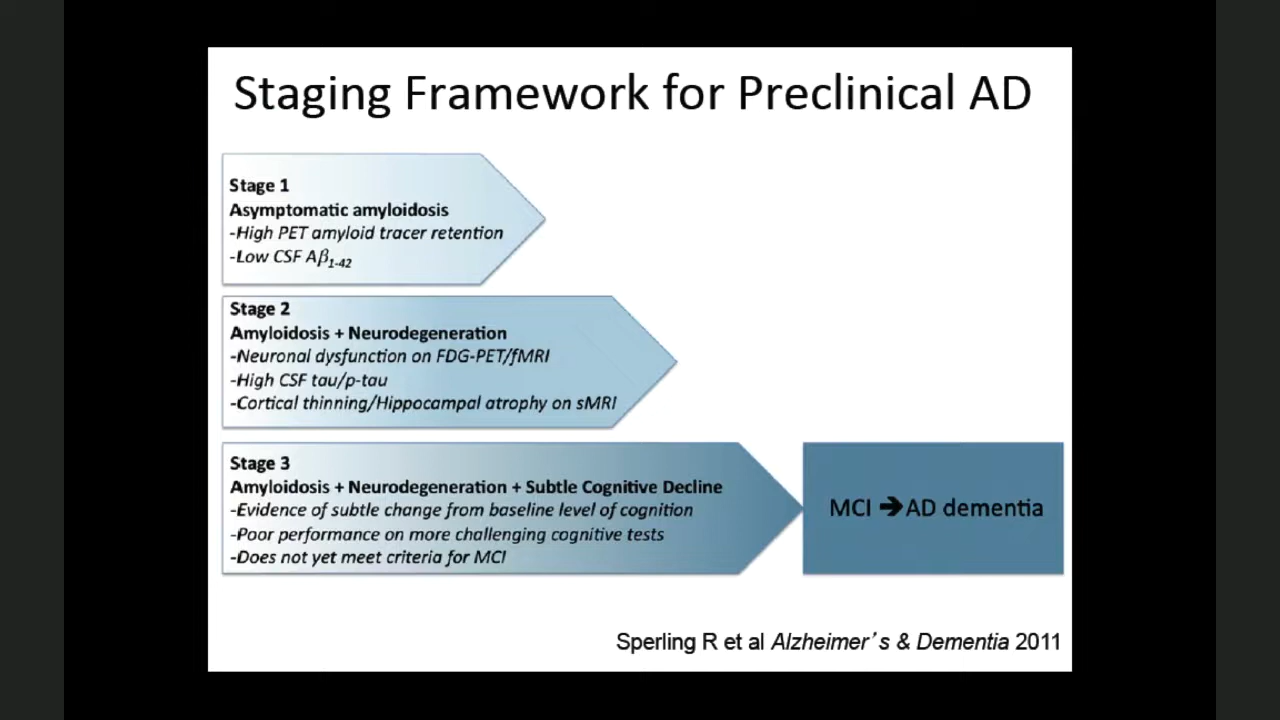 Staging Framework for Preclinical AD
Stage 1
Asymptomatic amyloidosis
-High PET amyloid tracer retention
-Low CSF Aβ1-42
Stage 2
Amyloidosis + Neurodegeneration
-Neuronal dysfunction on FDG-PET/fMRI
-High CSF tau/p-tau
-Cortical thinning/Hippocampal atrophy on sMRI
Stage 3
Amyloidosis + Neurodegeneration + Subtle Cognitive Decline
-Evidence of subtle change from baseline level of cognition
-Poor performance on more challenging cognitive tests
-Does not yet meet criteria for MCI
MCI ➔ AD dementia
Sperling R et al Alzheimer's & Dementia 2011